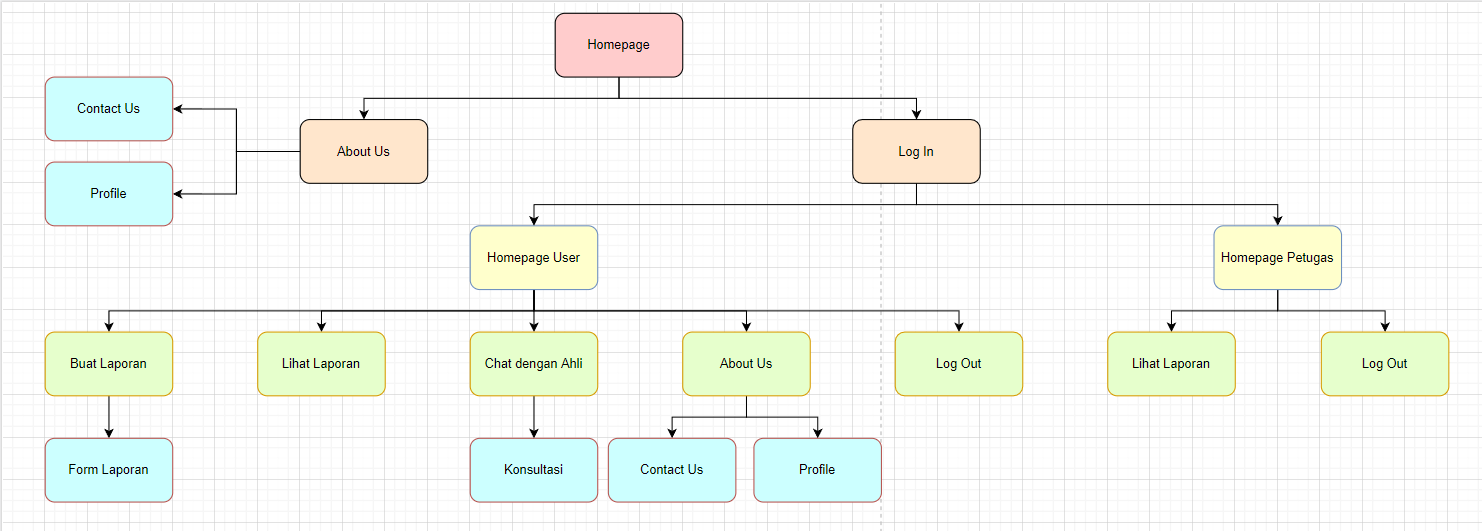 Homepage
Contact Us
About Us
Log In
Profile
Homepage User
Homepage Petugas
Buat Laporan
Lihat Laporan
Chat dengan Ahli
About Us
Log Out
Lihat Laporan
Log Out
Form Laporan
Konsultasi
Contact Us
Profile